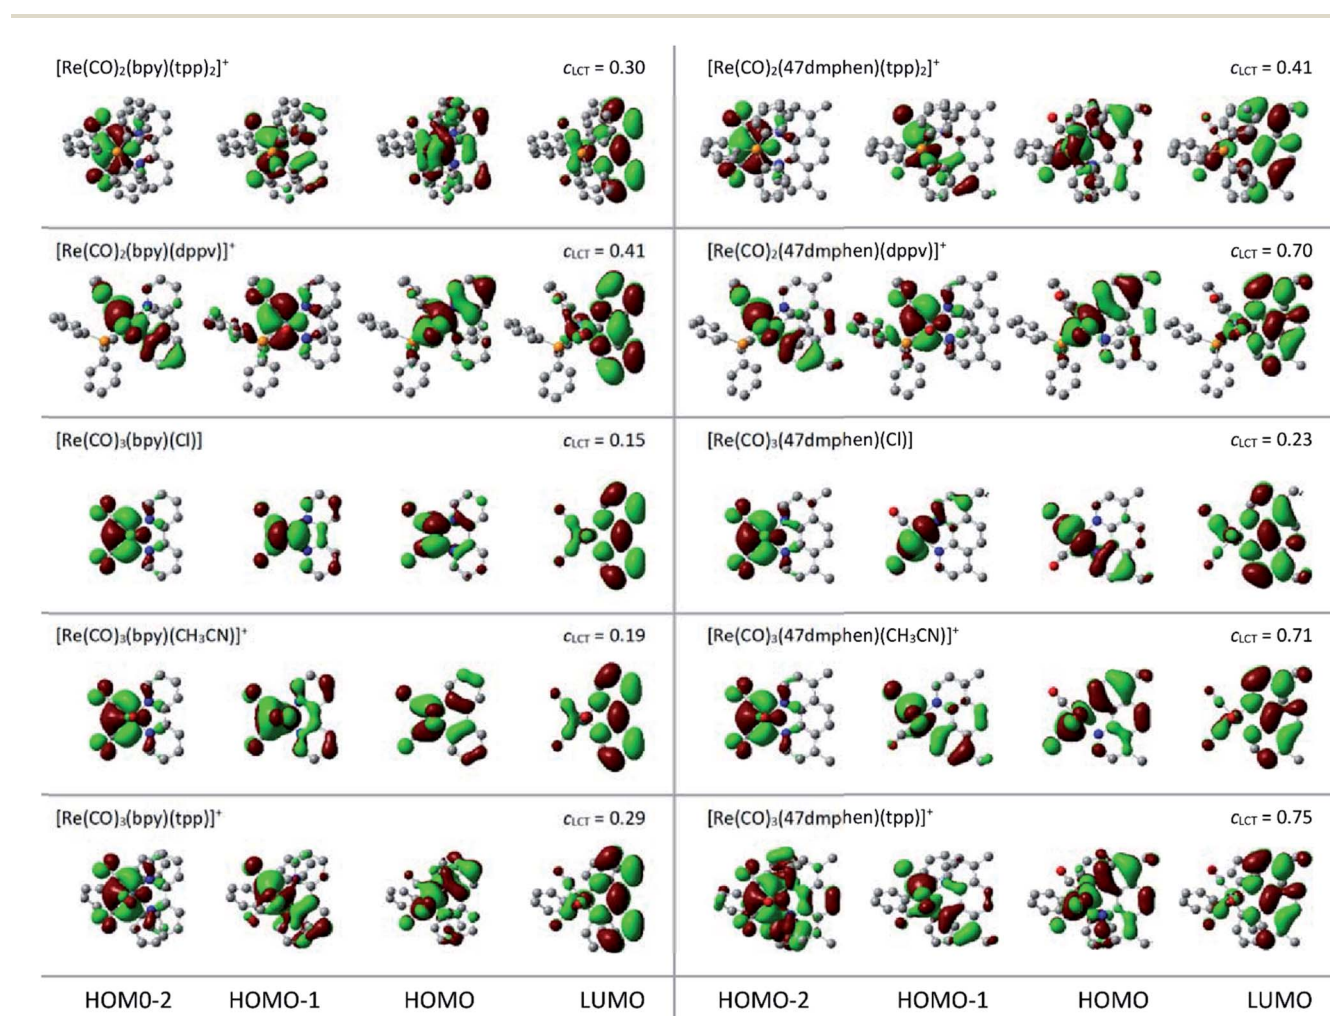 [Re(CO)₂(bpy)(tpp)₂]⁺ cLCT = 0.30
[Re(CO)₂(47dmphen)(tpp)₂]⁺ cLCT = 0.41
[Re(CO)₂(bpy)(dppv)]⁺ cLCT = 0.41
[Re(CO)₂(47dmphen)(dppv)]⁺ cLCT = 0.70
[Re(CO)₃(bpy)(Cl)] cLCT = 0.15
[Re(CO)₃(47dmphen)(Cl)] cLCT = 0.23
[Re(CO)₃(bpy)(CH₃CN)]⁺ cLCT = 0.19
[Re(CO)₃(47dmphen)(CH₃CN)]⁺ cLCT = 0.71
[Re(CO)₃(bpy)(tpp)]⁺ cLCT = 0.29
[Re(CO)₃(47dmphen)(tpp)]⁺ cLCT = 0.75
HOM0-2 HOMO-1 HOMO LUMO HOMO-2 HOMO-1 HOMO LUMO